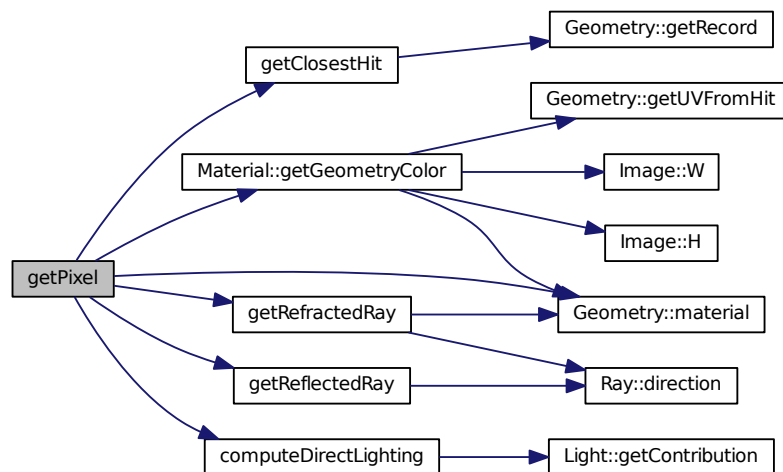 Geometry::getRecord
getClosestHit
Geometry::getUVFromHit
Material::getGeometryColor
Image::W
Image::H
getPixel
getRefractedRay
Geometry::material
getReflectedRay
Ray::direction
computeDirectLighting
Light::getContribution